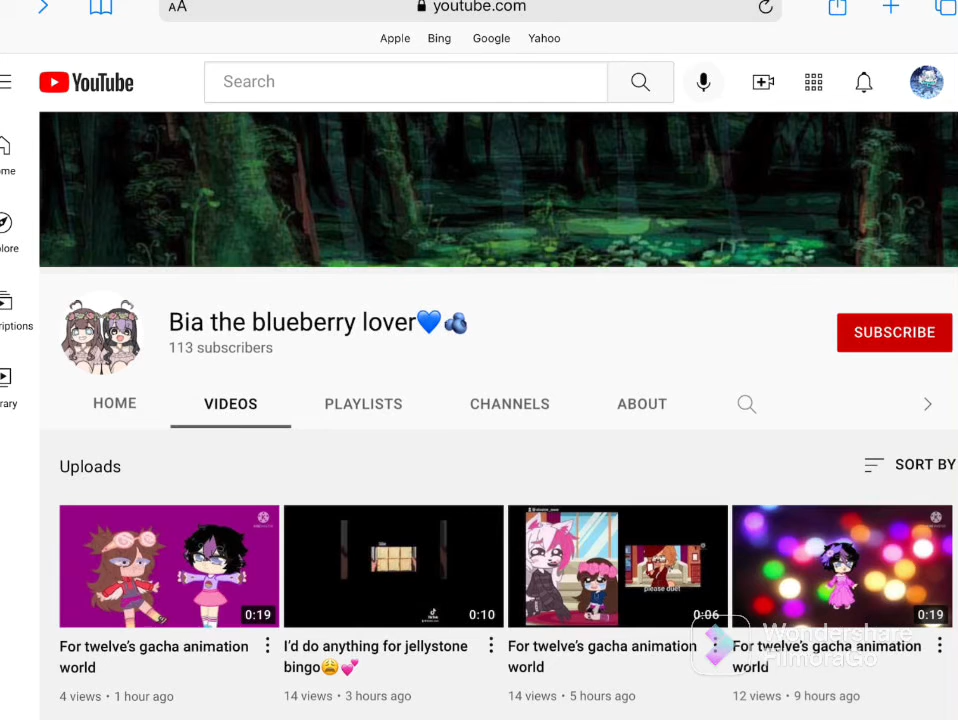 AA
youtube.com
Apple Bing Google Yahoo
YouTube
Search
ome
plore
riptions
rary
Bia the blueberry lover💙🫐
113 subscribers
SUBSCRIBE
HOME VIDEOS PLAYLISTS CHANNELS ABOUT
Uploads
SORT BY
please duet
0:19
0:10
0:06
0:19
For twelve's gacha animation
world
4 views • 1 hour ago
I'd do anything for jellystone
bingo😩💕
14 views • 3 hours ago
For twelve's gacha animation
world
14 views • 5 hours ago
For twelve's gacha animation
world
12 views • 9 hours ago
Wondershare
FilmoraGo